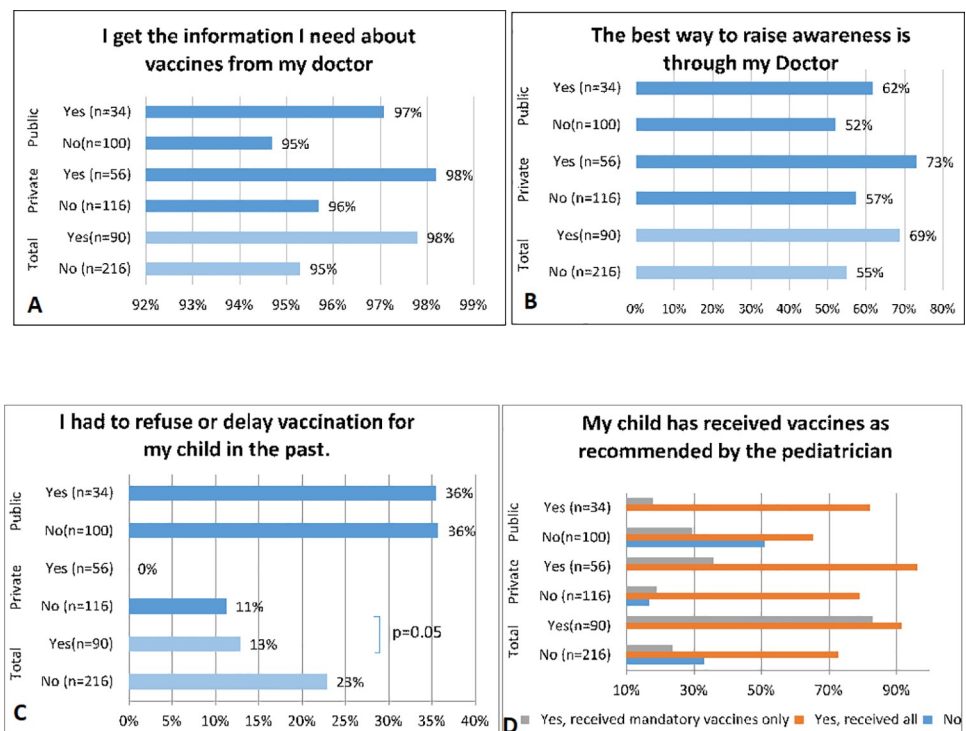 I get the information I need about
vaccines from my doctor
Public
Yes (n=34)
97%
No(n=100)
95%
Private
Yes (n=56)
98%
No (n=116)
96%
Total
Yes(n=90)
98%
No (n=216)
95%
92% 93% 94% 95% 96% 97% 98% 99%
A
The best way to raise awareness is
through my Doctor
Public
Yes (n=34)
62%
No(n=100)
52%
Private
Yes (n=56)
73%
No (n=116)
57%
Total
Yes(n=90)
69%
No (n=216)
55%
0% 10% 20% 30% 40% 50% 60% 70% 80%
B
I had to refuse or delay vaccination for
my child in the past.
Public
Yes (n=34)
36%
No(n=100)
36%
Private
Yes (n=56)
0%
No (n=116)
11%
p=0.05
Total
Yes(n=90)
13%
No (n=216)
23%
0% 5% 10% 15% 20% 25% 30% 35% 40%
C
My child has received vaccines as
recommended by the pediatrician
Public
Yes (n=34)
No(n=100)
Private
Yes (n=56)
No (n=116)
Total
Yes(n=90)
No (n=216)
10% 30% 50% 70% 90%
D
Yes, received mandatory vaccines only Yes, received all No